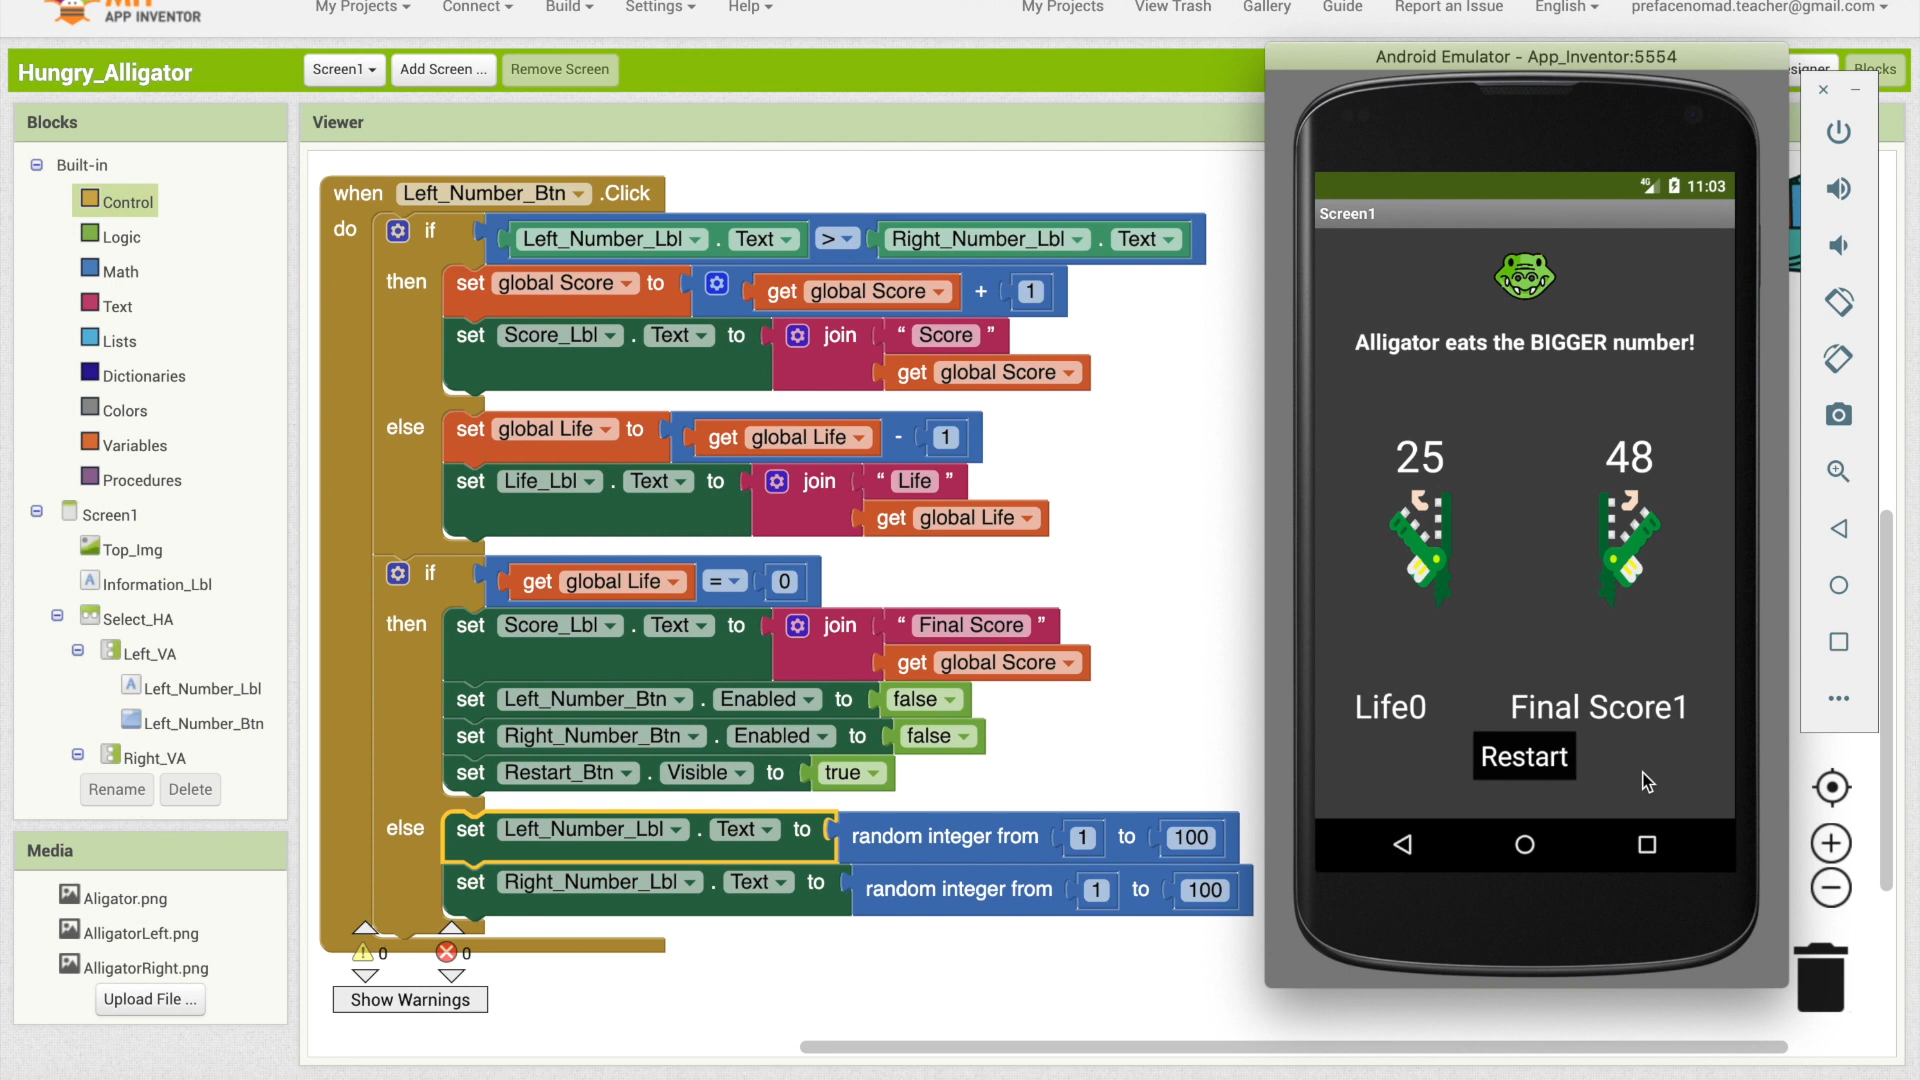 APP INVENTOR
My Projects Connect Build Settings Help My Projects View Trash Gallery Guide Report an Issue English prefacenomad.teacher@gmail.com
Hungry_Alligator Screen1 Add Screen ... Remove Screen Blocks
Blocks
Built-in
Control
Logic
Math
Text
Lists
Dictionaries
Colors
Variables
Procedures
Screen1
Top_Img
Information_Lbl
Select_HA
Left_VA
Left_Number_Lbl
Left_Number_Btn
Right_VA
Rename Delete
Media
Aligator.png
AlligatorLeft.png
AlligatorRight.png
Upload File ...
Viewer
when Left_Number_Btn .Click
do if Left_Number_Lbl . Text > Right_Number_Lbl . Text
then set global Score to get global Score + 1
set Score_Lbl . Text to join “ Score ”
get global Score
else set global Life to get global Life - 1
set Life_Lbl . Text to join “ Life ”
get global Life
if get global Life = 0
then set Score_Lbl . Text to join “ Final Score ”
get global Score
set Left_Number_Btn . Enabled to false
set Right_Number_Btn . Enabled to false
set Restart_Btn . Visible to true
else set Left_Number_Lbl . Text to random integer from 1 to 100
set Right_Number_Lbl . Text to random integer from 1 to 100
0 0
Show Warnings
Android Emulator - App_Inventor:5554
4G 11:03
Screen1
Alligator eats the BIGGER number!
25 48
Life0 Final Score1
Restart